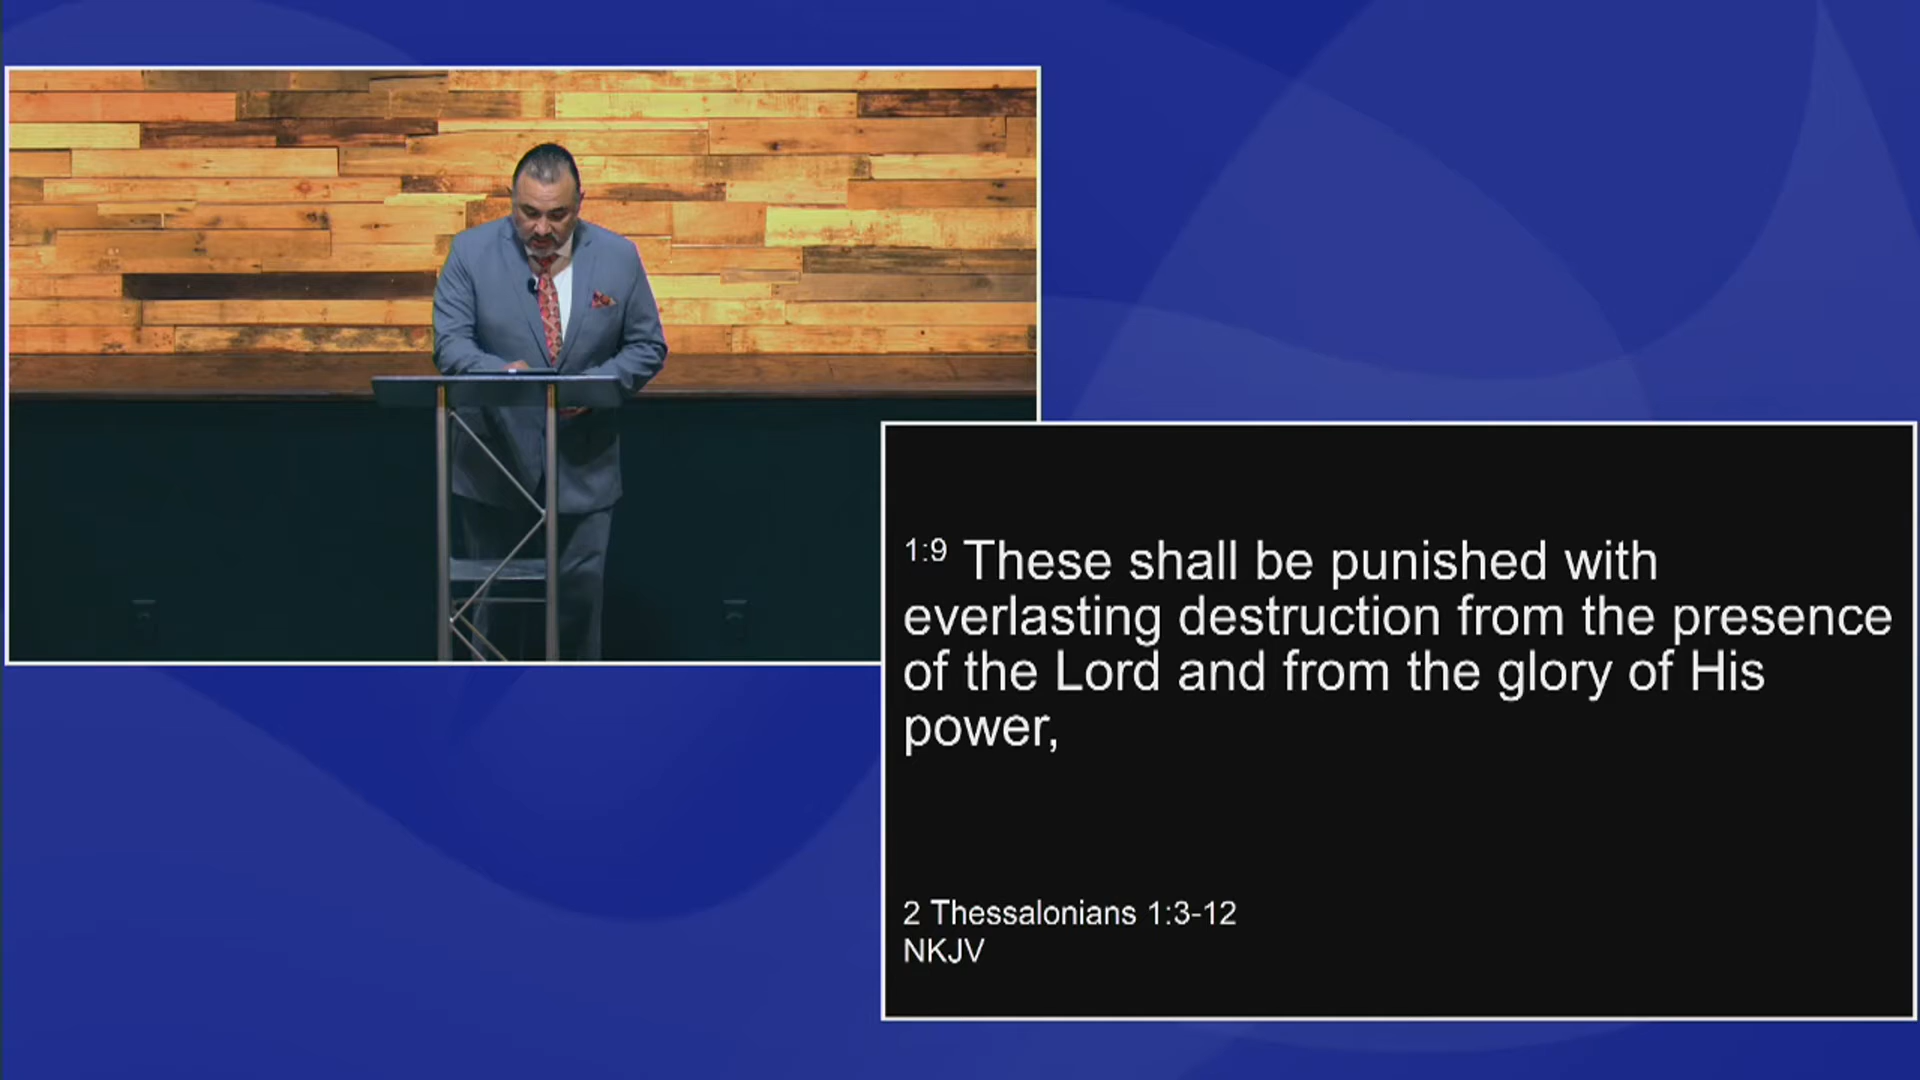 1:9 These shall be punished with
everlasting destruction from the presence
of the Lord and from the glory of His
power,
2 Thessalonians 1:3-12
NKJV